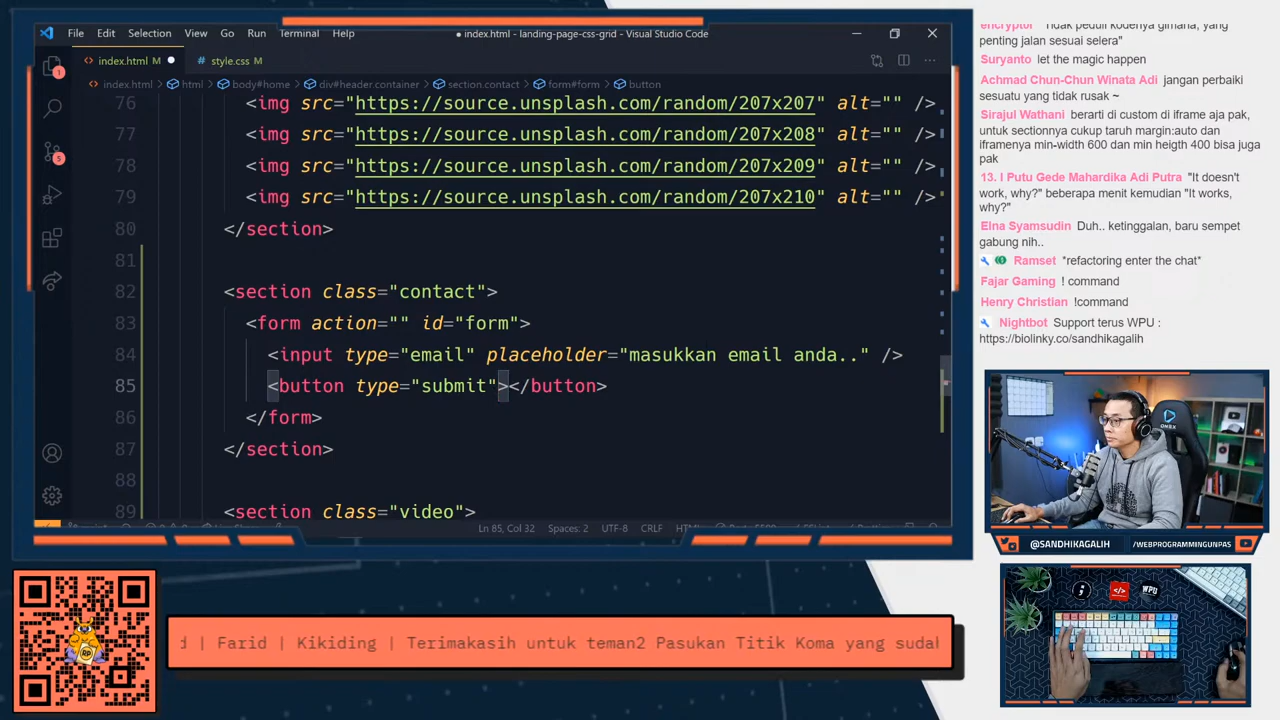 File Edit Selection View Go Run Terminal Help
● index.html - landing-page-css-grid - Visual Studio Code
index.html M ●
# style.css M
index.html > html > body#home > div#header.container > section.contact > form#form > button
76 <img src="https://source.unsplash.com/random/207x207" alt="" />
77 <img src="https://source.unsplash.com/random/207x208" alt="" />
78 <img src="https://source.unsplash.com/random/207x209" alt="" />
79 <img src="https://source.unsplash.com/random/207x210" alt="" />
80 </section>
81
82 <section class="contact">
83 <form action="" id="form">
84 <input type="email" placeholder="masukkan email anda.." />
85 <button type="submit"></button>
86 </form>
87 </section>
88
89 <section class="video">
Ln 85, Col 32 Spaces: 2 UTF-8 CRLF
1
5
encryptor Tidak peduli kodenya gimana, yang
penting jalan sesuai selera"
Suryanto let the magic happen
Achmad Chun-Chun Winata Adi jangan perbaiki
sesuatu yang tidak rusak ~
Sirajul Wathani berarti di custom di iframe aja pak,
untuk sectionnya cukup taruh margin:auto dan
iframenya min-width 600 dan min heigth 400 bisa juga
pak
13. I Putu Gede Mahardika Adi Putra "It doesn't
work, why?" beberapa menit kemudian "It works,
why?"
Elna Syamsudin Duh.. ketinggalan, baru sempet
gabung nih..
Ramset *refactoring enter the chat*
Fajar Gaming ! command
Henry Christian !command
Nightbot Support terus WPU :
https://biolinky.co/sandhikagalih
@SANDHIKAGALIH
/WEBPROGRAMMINGUNPAS
; </> WPU
RP
d | Farid | Kikiding | Terimakasih untuk teman2 Pasukan Titik Koma yang sudal